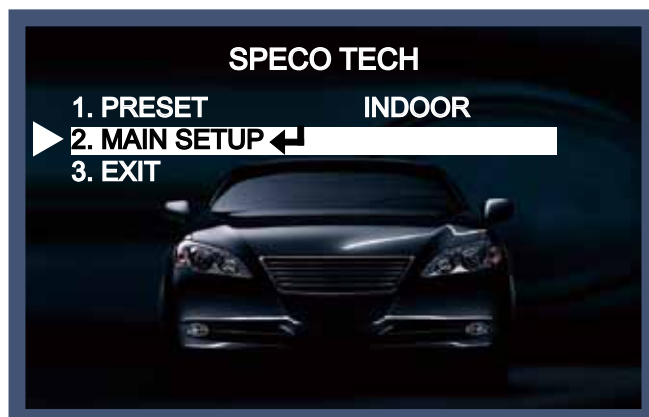 SPECO TECH
1. PRESET INDOOR
2. MAIN SETUP ↵
3. EXIT